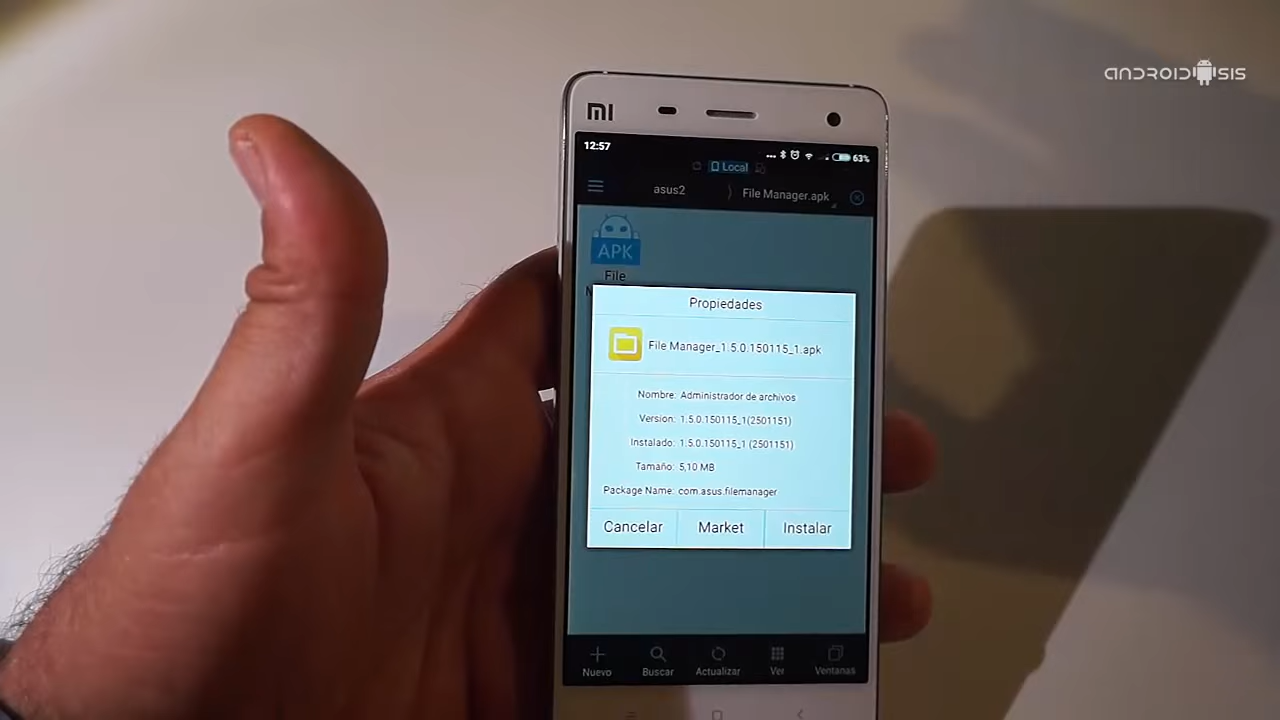 ANDROIDSIS
mi
12:57
63%
Local
asus2
File Manager.apk
APK
File
Propiedades
File Manager_1.5.0.150115_1.apk
Nombre: Administrador de archivos
Version: 1.5.0.150115_1(2501151)
Instalado: 1.5.0.150115_1 (2501151)
Tamaño: 5,10 MB
Package Name: com.asus.filemanager
Cancelar Market Instalar
Nuevo Buscar Actualizar Ver Ventanas